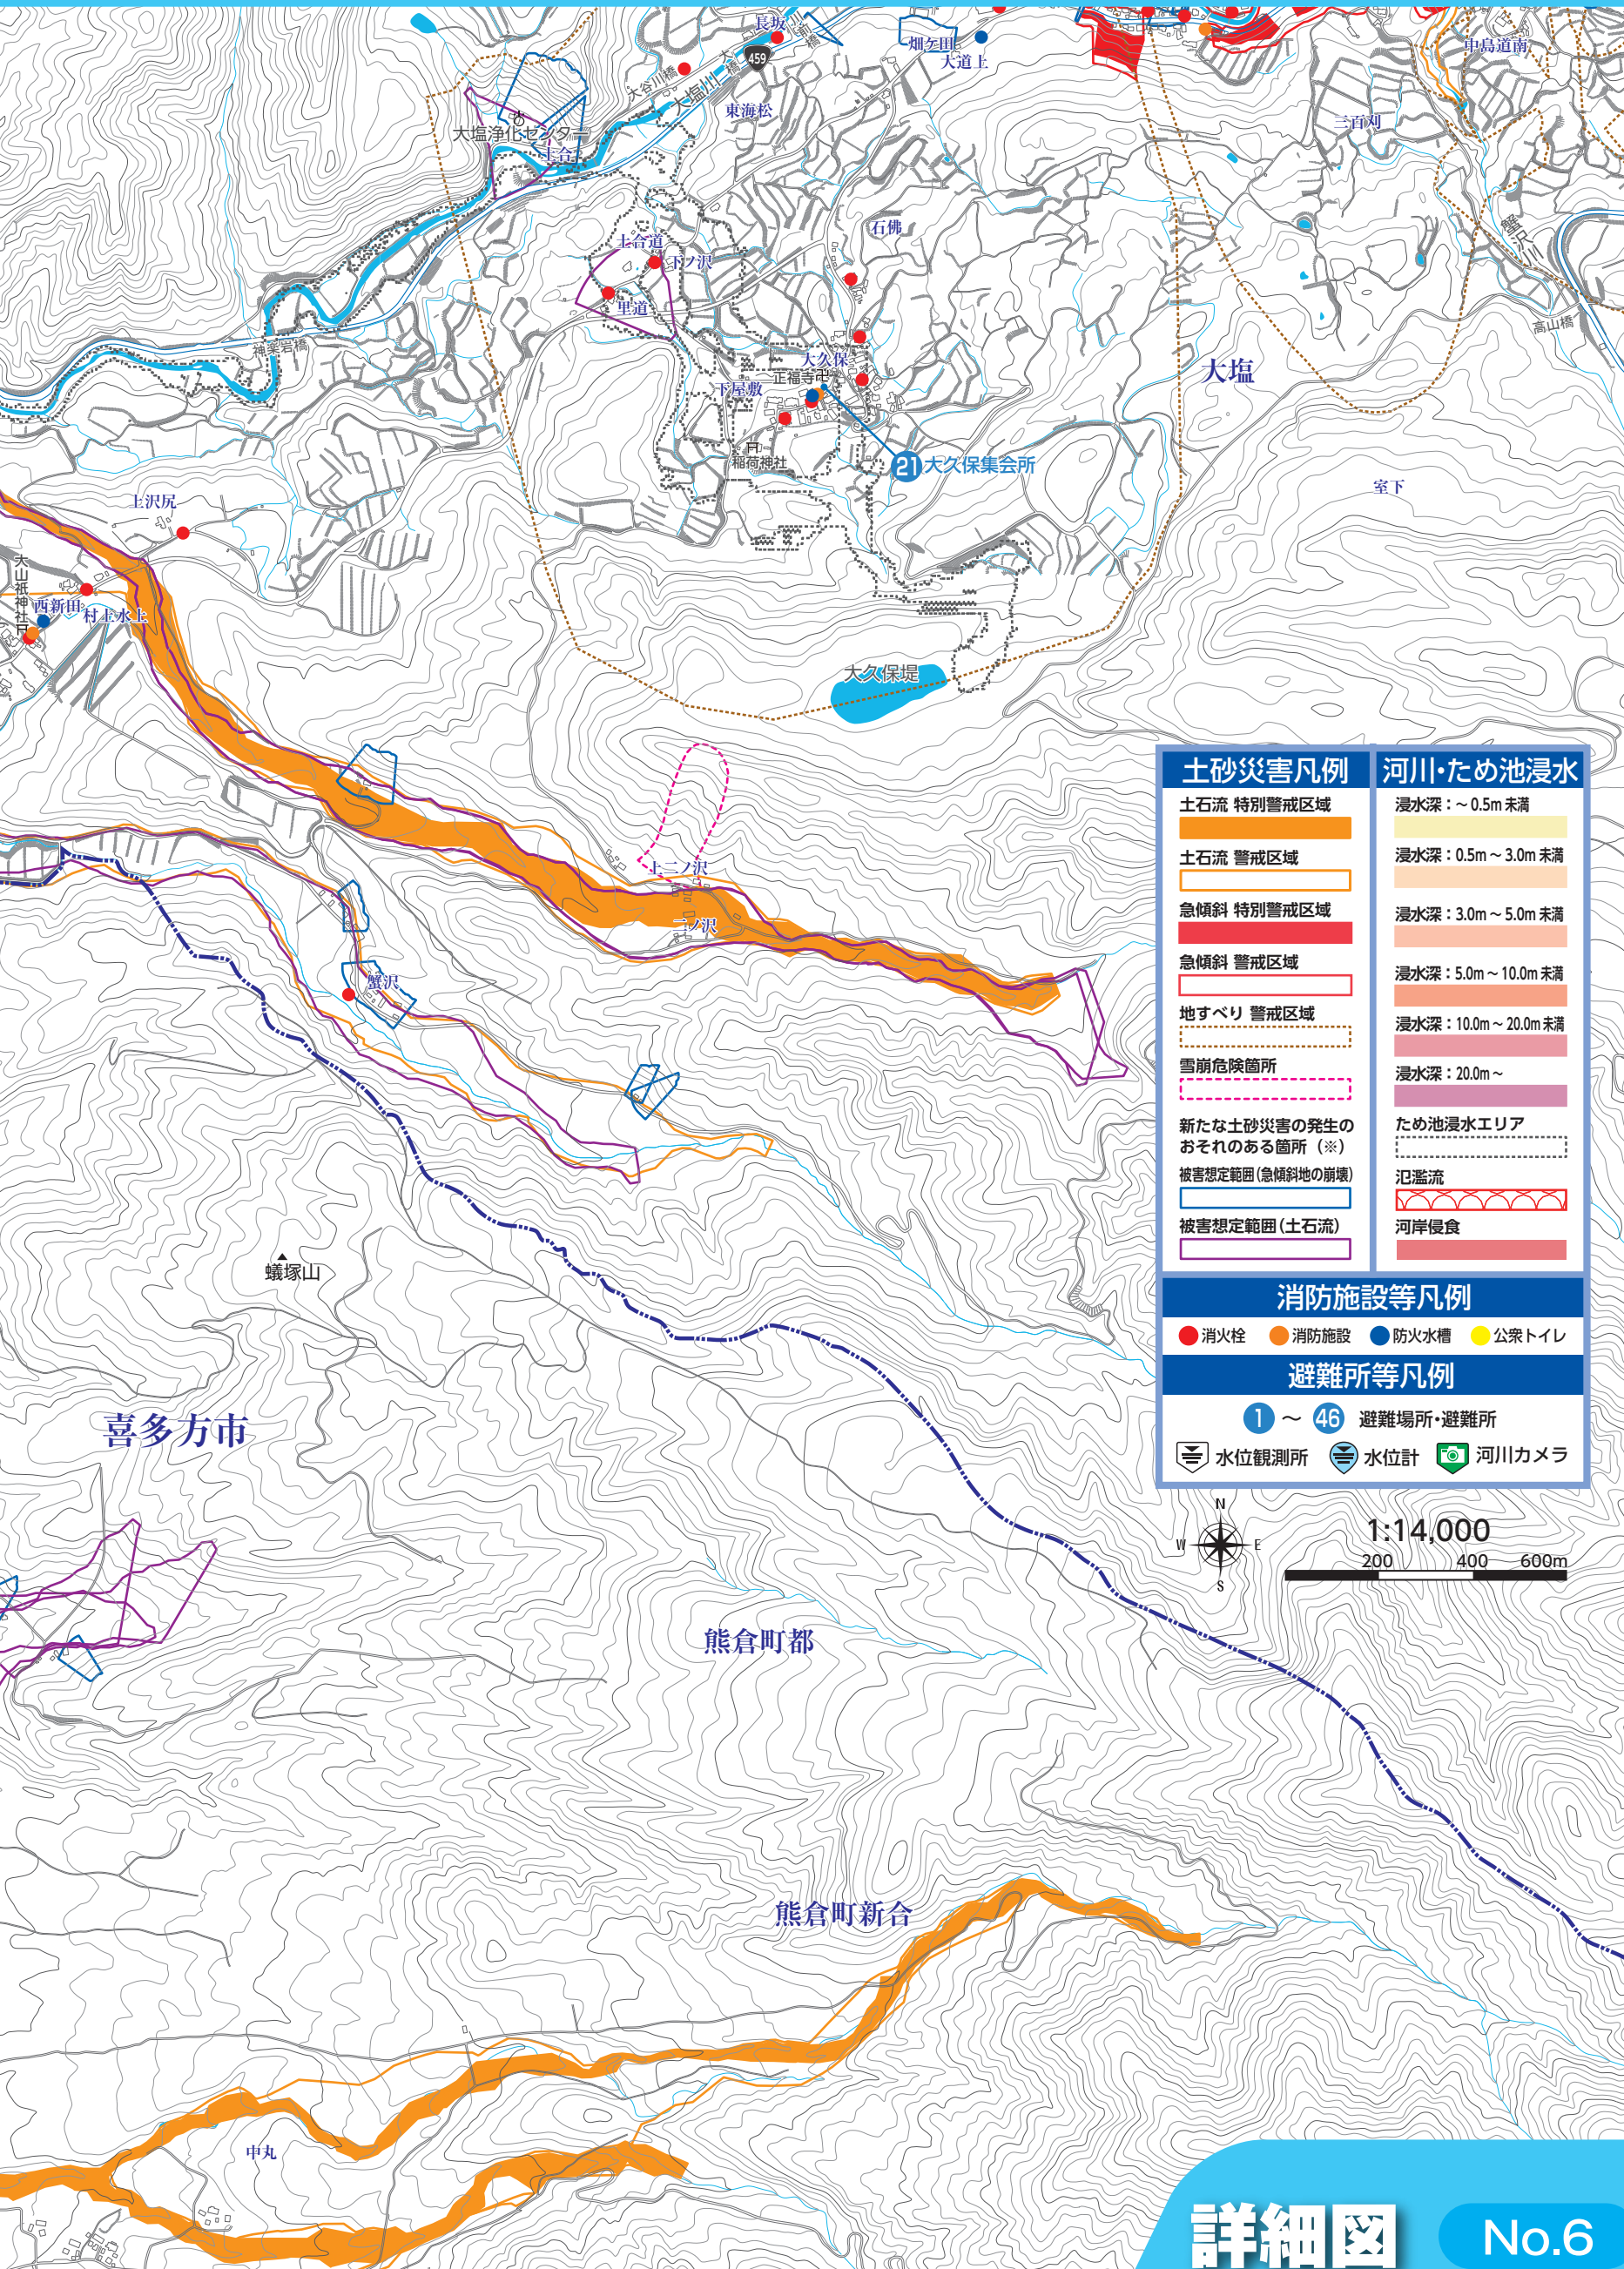 長坂
459
畑ケ田
大道上
中島道南
大谷川橋
大塩川
大橋
東海松
三百刈
大塩浄化センター
土合
石佛
蟹沢川
土合道
下ノ沢
里道
高山橋
神楽岩橋
大久保
正福寺
大塩
下屋敷
稲荷神社
21 大久保集会所
室下
上沢尻
大山祇神社
西新田
村上水上
大久保堤
上二ノ沢
二ノ沢
蟹沢
蟻塚山
喜多方市
熊倉町都
熊倉町新合
中丸
土砂災害凡例
土石流 特別警戒区域
土石流 警戒区域
急傾斜 特別警戒区域
急傾斜 警戒区域
地すべり 警戒区域
雪崩危険箇所
新たな土砂災害の発生の
おそれのある箇所（※）
被害想定範囲（急傾斜地の崩壊）
被害想定範囲（土石流）
河川・ため池浸水
浸水深：～0.5m 未満
浸水深：0.5m～3.0m 未満
浸水深：3.0m～5.0m 未満
浸水深：5.0m～10.0m 未満
浸水深：10.0m～20.0m 未満
浸水深：20.0m～
ため池浸水エリア
氾濫流
河岸侵食
消防施設等凡例
消火栓 消防施設 防火水槽 公衆トイレ
避難所等凡例
1 ～ 46 避難場所・避難所
水位観測所 水位計 河川カメラ
N
W E
S
1:14,000
200 400 600m
詳細図 No.6